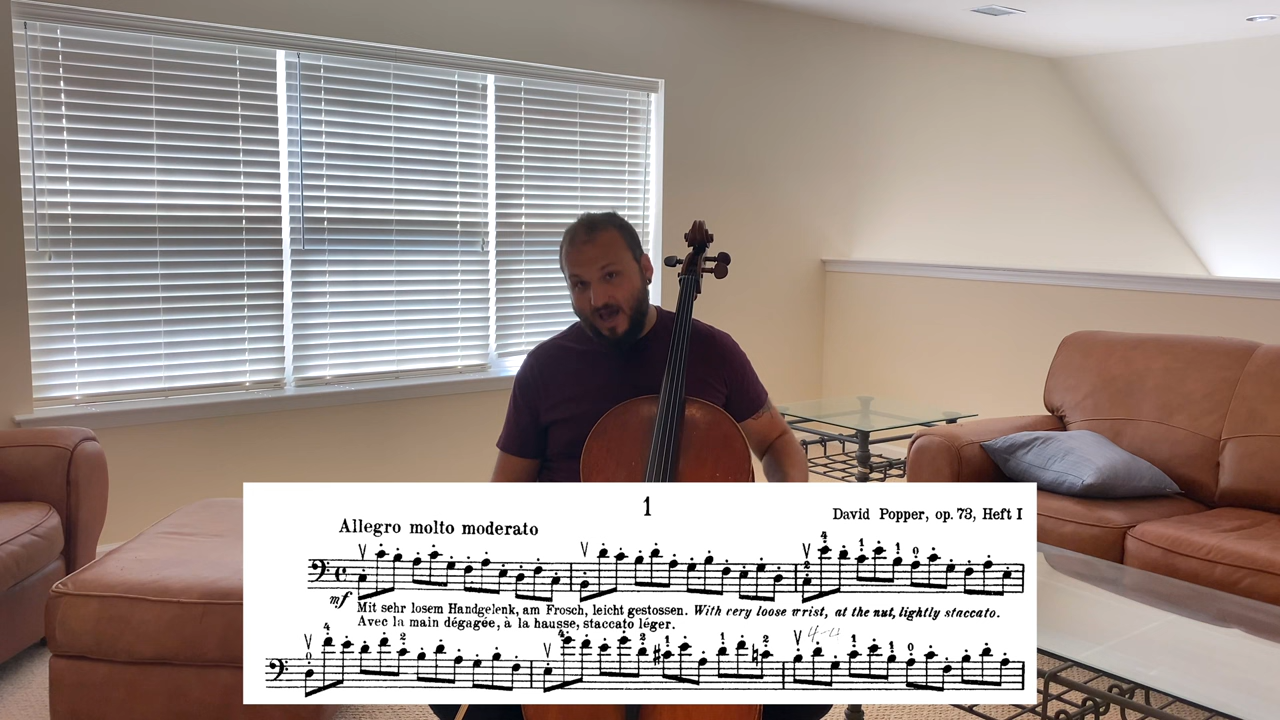 1
Allegro molto moderato
David Popper, op. 73, Heft I
mf
Mit sehr losem Handgelenk, am Frosch, leicht gestossen. With very loose wrist, at the nut, lightly staccato.
Avec la main dégagée, à la hausse, staccato léger.